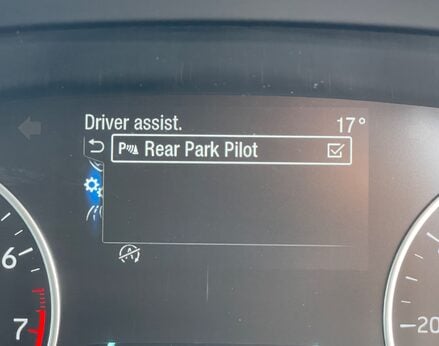 Driver assist. 17°
P Rear Park Pilot
A
6
7
-20